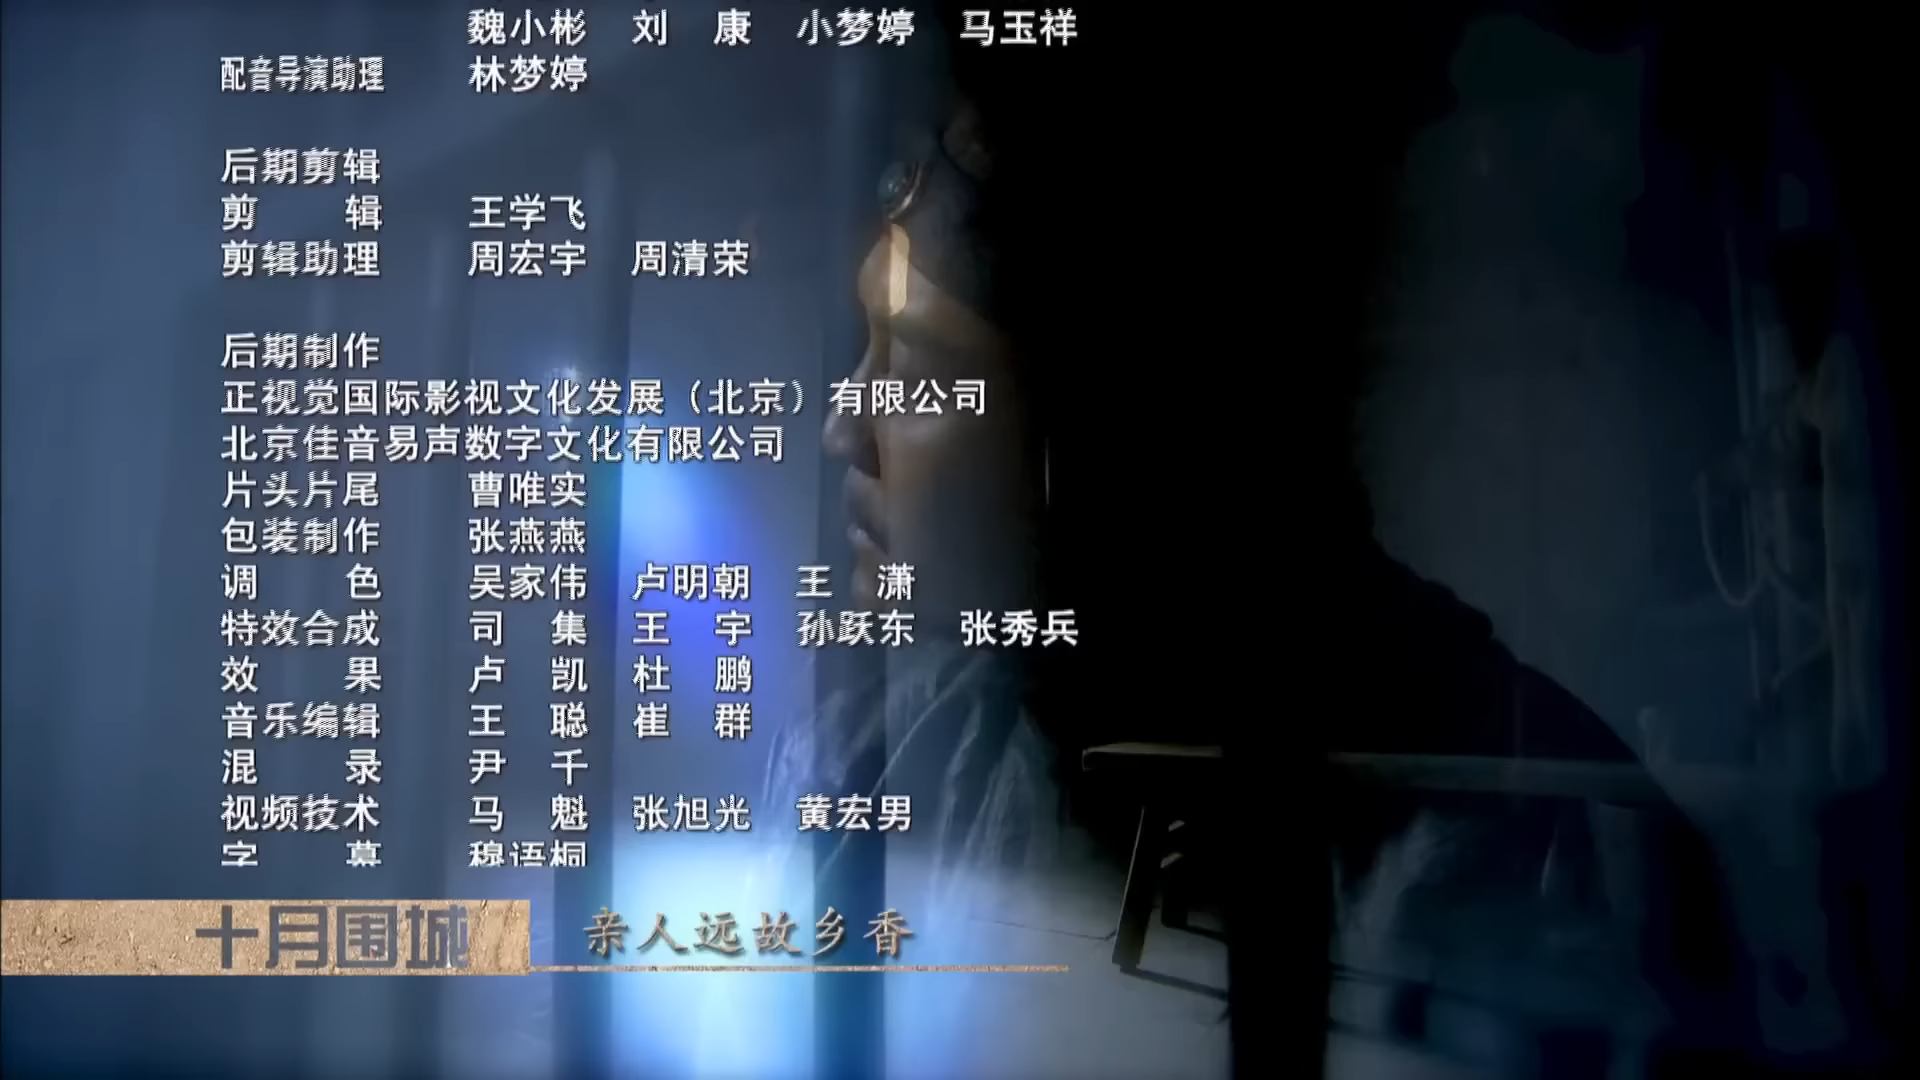 魏小彬 刘 康 小梦婷 马玉祥
配音导演助理 林梦婷
后期剪辑
剪 辑 王学飞
剪辑助理 周宏宇 周清荣
后期制作
正视觉国际影视文化发展（北京）有限公司
北京佳音易声数字文化有限公司
片头片尾 曹唯实
包装制作 张燕燕
调 色 吴家伟 卢明朝 王 潇
特效合成 司 集 王 宇 孙跃东 张秀兵
效 果 卢 凯 杜 鹏
音乐编辑 王 聪 崔 群
混 录 尹 千
视频技术 马 魁 张旭光 黄宏男
字 幕 穆语桐
十月围城 亲人远故乡香